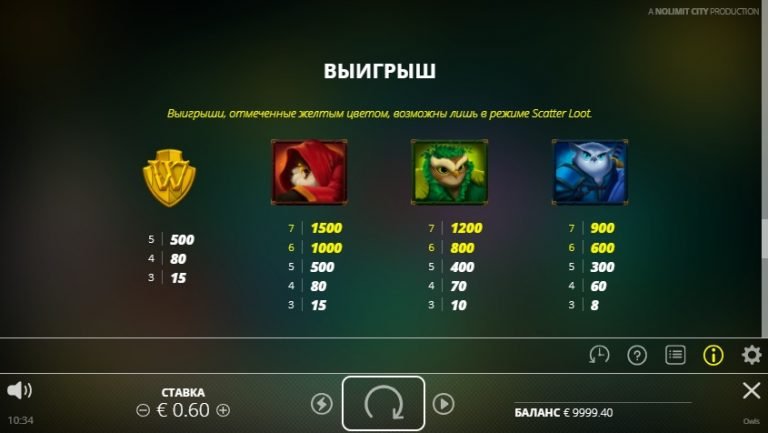 A NOLIMIT CITY PRODUCTION
ВЫИГРЫШ
Выигрыши, отмеченные желтым цветом, возможны лишь в режиме Scatter Loot.
W
5 500
4 80
3 15
7 1500
6 1000
5 500
4 80
3 15
7 1200
6 800
5 400
4 70
3 10
7 900
6 600
5 300
4 60
3 8
СТАВКА
€ 0.60
БАЛАНС € 9999.40
10:34
Owls